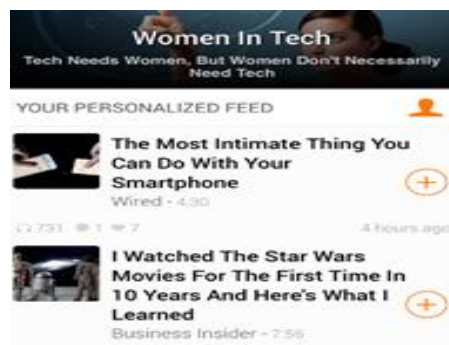 Women In Tech
Tech Needs Women, But Women Don't Necessarily
Need Tech
YOUR PERSONALIZED FEED
The Most Intimate Thing You
Can Do With Your
Smartphone
Wired - 4:30
731 1 7 4 hours ago
I Watched The Star Wars
Movies For The First Time In
10 Years And Here's What I
Learned
Business Insider - 7:56